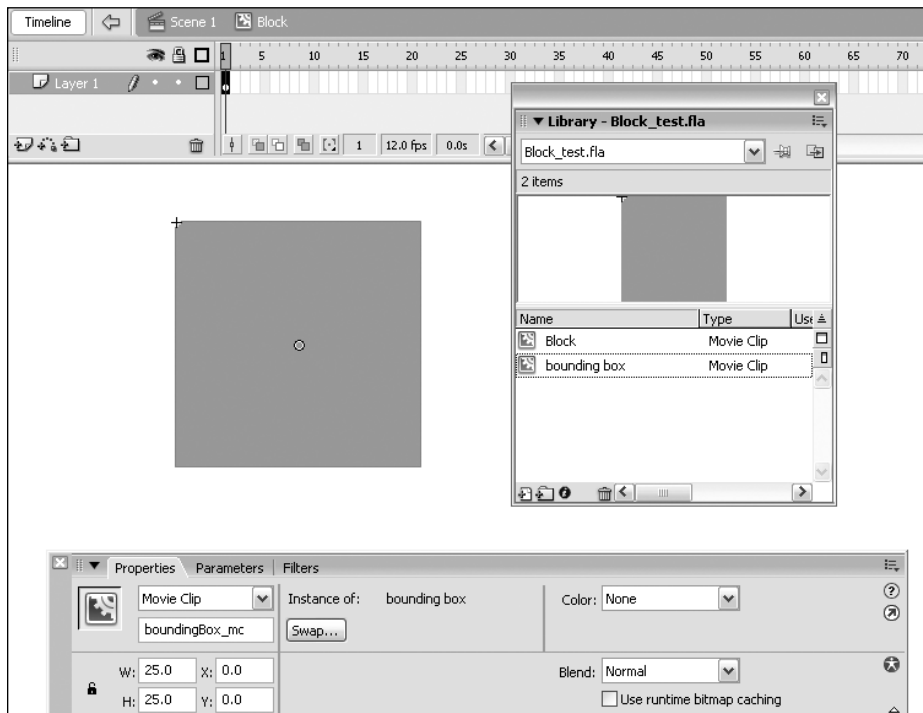 Timeline Scene 1 Block
1 5 10 15 20 25 30 35 40 45 50 55 60 65 70
Layer 1
1 12.0 fps 0.0s
Library - Block_test.fla
Block_test.fla
2 items
Name Type Use
Block Movie Clip
bounding box Movie Clip
Properties Parameters Filters
Movie Clip Instance of: bounding box Color: None
boundingBox_mc Swap...
W: 25.0 X: 0.0 Blend: Normal
H: 25.0 Y: 0.0 Use runtime bitmap caching